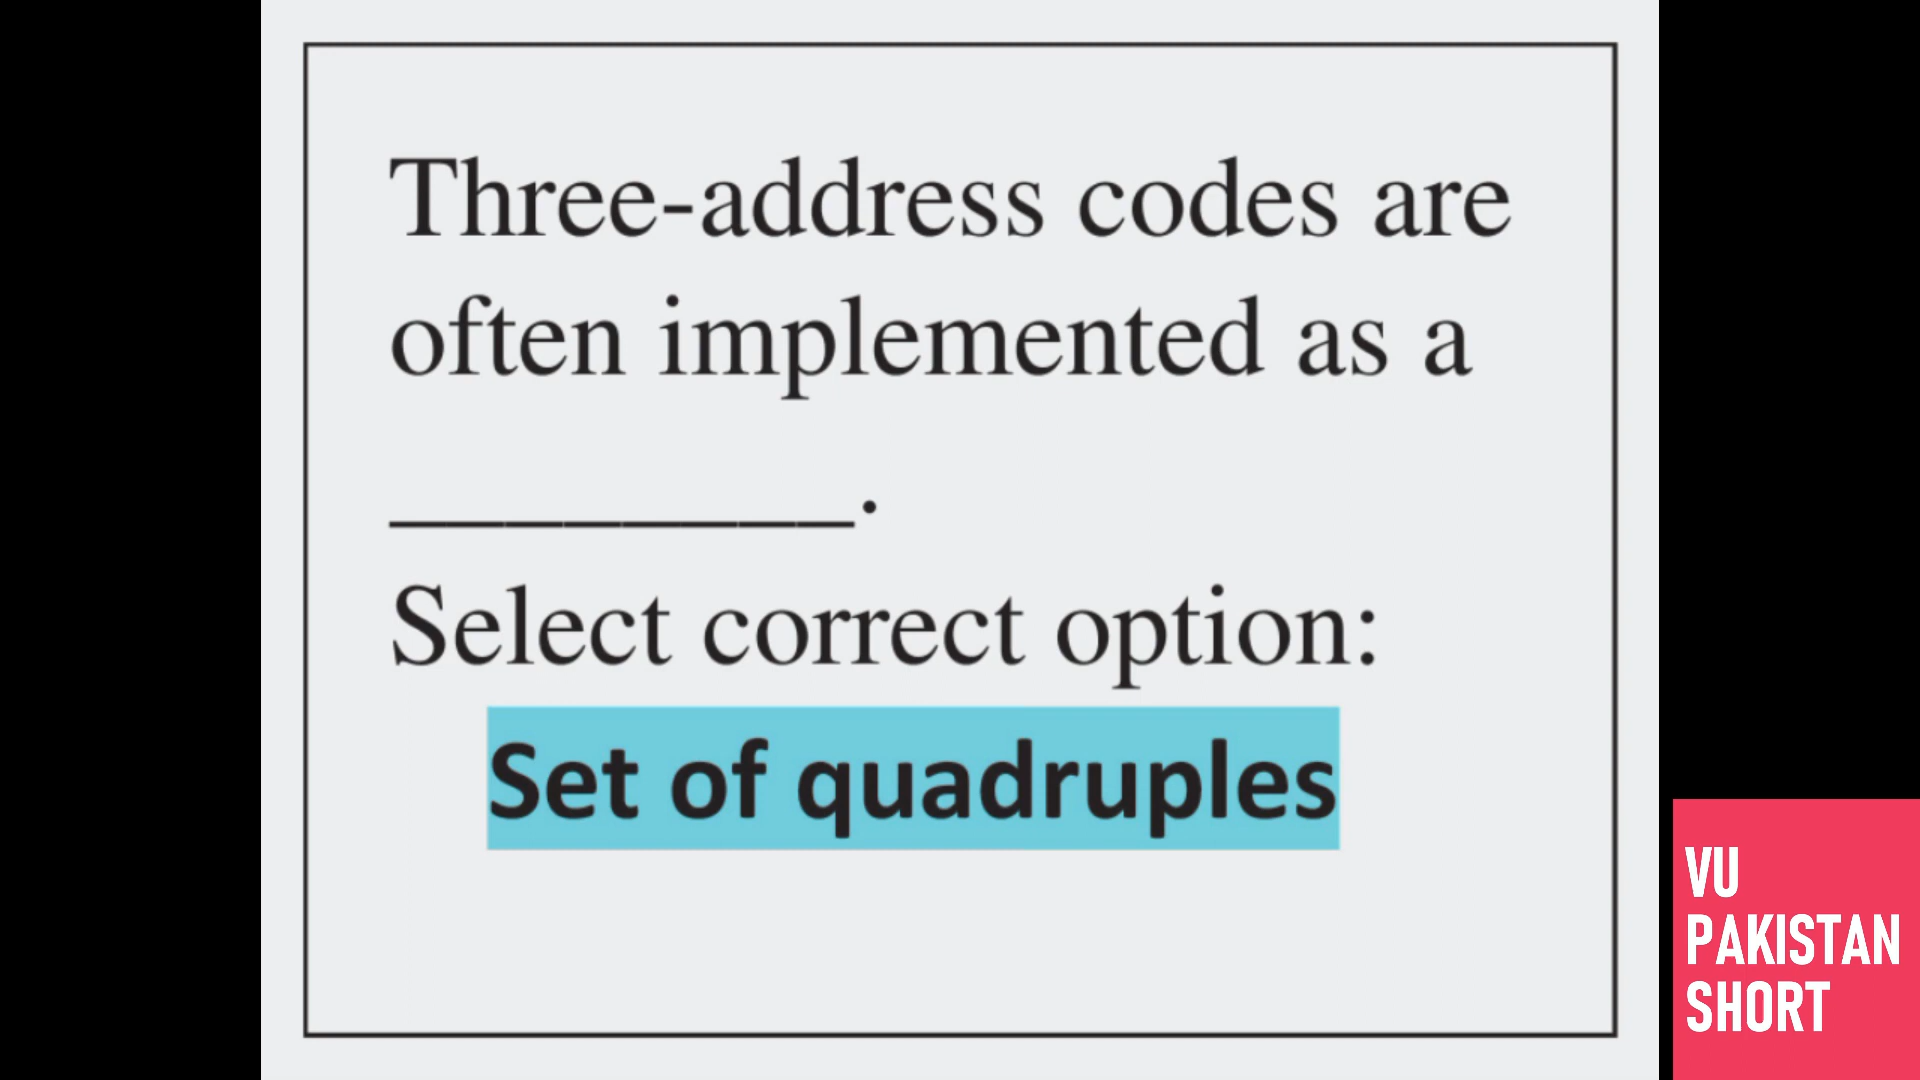 Three-address codes are
often implemented as a
________.
Select correct option:
Set of quadruples
VU
PAKISTAN
SHORT